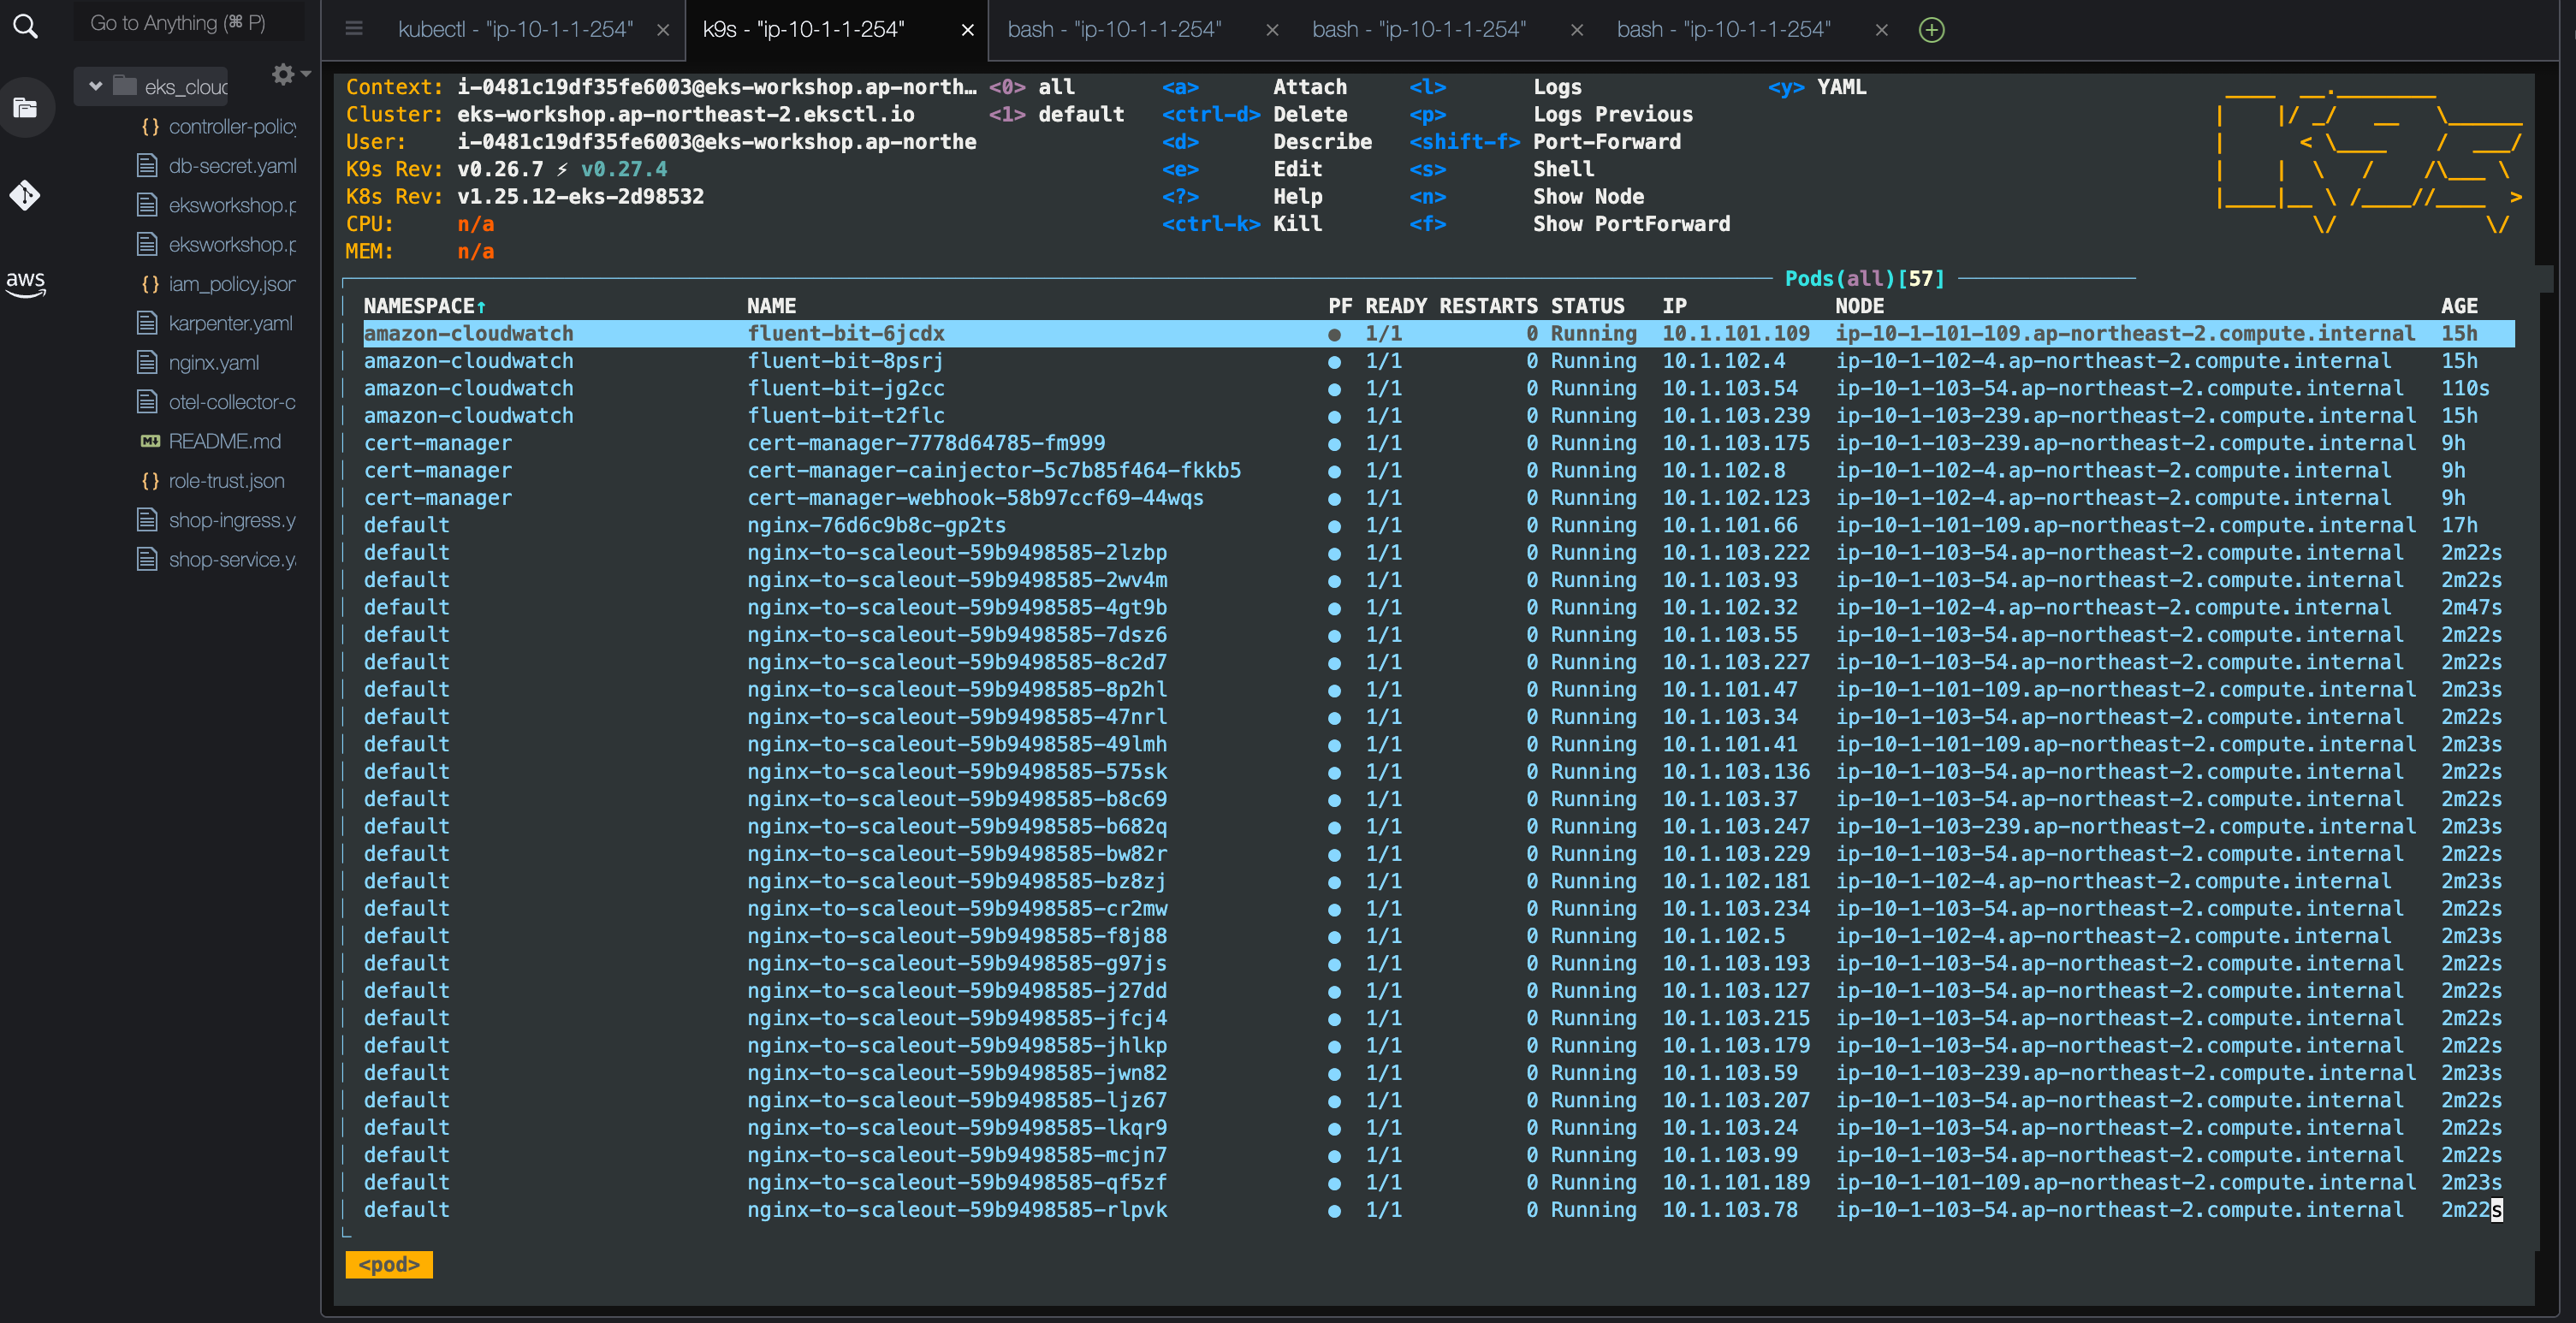 Go to Anything (⌘ P)
kubectl - "ip-10-1-1-254" ×
k9s - "ip-10-1-1-254" ×
bash - "ip-10-1-1-254" ×
bash - "ip-10-1-1-254" ×
bash - "ip-10-1-1-254" ×
eks_cloud
{} controller-policy
db-secret.yaml
eksworkshop.p
eksworkshop.p
{} iam_policy.json
karpenter.yaml
nginx.yaml
otel-collector-c
README.md
{} role-trust.json
shop-ingress.y
shop-service.ya
aws
Context: i-0481c19df35fe6003@eks-workshop.ap-north… <0> all <a> Attach <l> Logs <y> YAML
Cluster: eks-workshop.ap-northeast-2.eksctl.io <1> default <ctrl-d> Delete <p> Logs Previous
User: i-0481c19df35fe6003@eks-workshop.ap-northe <d> Describe <shift-f> Port-Forward
K9s Rev: v0.26.7 ⚡ v0.27.4 <e> Edit <s> Shell
K8s Rev: v1.25.12-eks-2d98532 <?> Help <n> Show Node
CPU: n/a <ctrl-k> Kill <f> Show PortForward
MEM: n/a
Pods(all)[57]
NAMESPACE↑ NAME PF READY RESTARTS STATUS IP NODE AGE
amazon-cloudwatch fluent-bit-6jcdx ● 1/1 0 Running 10.1.101.109 ip-10-1-101-109.ap-northeast-2.compute.internal 15h
amazon-cloudwatch fluent-bit-8psrj ● 1/1 0 Running 10.1.102.4 ip-10-1-102-4.ap-northeast-2.compute.internal 15h
amazon-cloudwatch fluent-bit-jg2cc ● 1/1 0 Running 10.1.103.54 ip-10-1-103-54.ap-northeast-2.compute.internal 110s
amazon-cloudwatch fluent-bit-t2flc ● 1/1 0 Running 10.1.103.239 ip-10-1-103-239.ap-northeast-2.compute.internal 15h
cert-manager cert-manager-7778d64785-fm999 ● 1/1 0 Running 10.1.103.175 ip-10-1-103-239.ap-northeast-2.compute.internal 9h
cert-manager cert-manager-cainjector-5c7b85f464-fkkb5 ● 1/1 0 Running 10.1.102.8 ip-10-1-102-4.ap-northeast-2.compute.internal 9h
cert-manager cert-manager-webhook-58b97ccf69-44wqs ● 1/1 0 Running 10.1.102.123 ip-10-1-102-4.ap-northeast-2.compute.internal 9h
default nginx-76d6c9b8c-gp2ts ● 1/1 0 Running 10.1.101.66 ip-10-1-101-109.ap-northeast-2.compute.internal 17h
default nginx-to-scaleout-59b9498585-2lzbp ● 1/1 0 Running 10.1.103.222 ip-10-1-103-54.ap-northeast-2.compute.internal 2m22s
default nginx-to-scaleout-59b9498585-2wv4m ● 1/1 0 Running 10.1.103.93 ip-10-1-103-54.ap-northeast-2.compute.internal 2m22s
default nginx-to-scaleout-59b9498585-4gt9b ● 1/1 0 Running 10.1.102.32 ip-10-1-102-4.ap-northeast-2.compute.internal 2m47s
default nginx-to-scaleout-59b9498585-7dsz6 ● 1/1 0 Running 10.1.103.55 ip-10-1-103-54.ap-northeast-2.compute.internal 2m22s
default nginx-to-scaleout-59b9498585-8c2d7 ● 1/1 0 Running 10.1.103.227 ip-10-1-103-54.ap-northeast-2.compute.internal 2m22s
default nginx-to-scaleout-59b9498585-8p2hl ● 1/1 0 Running 10.1.101.47 ip-10-1-101-109.ap-northeast-2.compute.internal 2m23s
default nginx-to-scaleout-59b9498585-47nrl ● 1/1 0 Running 10.1.103.34 ip-10-1-103-54.ap-northeast-2.compute.internal 2m22s
default nginx-to-scaleout-59b9498585-49lmh ● 1/1 0 Running 10.1.101.41 ip-10-1-101-109.ap-northeast-2.compute.internal 2m23s
default nginx-to-scaleout-59b9498585-575sk ● 1/1 0 Running 10.1.103.136 ip-10-1-103-54.ap-northeast-2.compute.internal 2m22s
default nginx-to-scaleout-59b9498585-b8c69 ● 1/1 0 Running 10.1.103.37 ip-10-1-103-54.ap-northeast-2.compute.internal 2m22s
default nginx-to-scaleout-59b9498585-b682q ● 1/1 0 Running 10.1.103.247 ip-10-1-103-239.ap-northeast-2.compute.internal 2m23s
default nginx-to-scaleout-59b9498585-bw82r ● 1/1 0 Running 10.1.103.229 ip-10-1-103-54.ap-northeast-2.compute.internal 2m22s
default nginx-to-scaleout-59b9498585-bz8zj ● 1/1 0 Running 10.1.102.181 ip-10-1-102-4.ap-northeast-2.compute.internal 2m23s
default nginx-to-scaleout-59b9498585-cr2mw ● 1/1 0 Running 10.1.103.234 ip-10-1-103-54.ap-northeast-2.compute.internal 2m22s
default nginx-to-scaleout-59b9498585-f8j88 ● 1/1 0 Running 10.1.102.5 ip-10-1-102-4.ap-northeast-2.compute.internal 2m23s
default nginx-to-scaleout-59b9498585-g97js ● 1/1 0 Running 10.1.103.193 ip-10-1-103-54.ap-northeast-2.compute.internal 2m22s
default nginx-to-scaleout-59b9498585-j27dd ● 1/1 0 Running 10.1.103.127 ip-10-1-103-54.ap-northeast-2.compute.internal 2m22s
default nginx-to-scaleout-59b9498585-jfcj4 ● 1/1 0 Running 10.1.103.215 ip-10-1-103-54.ap-northeast-2.compute.internal 2m22s
default nginx-to-scaleout-59b9498585-jhlkp ● 1/1 0 Running 10.1.103.179 ip-10-1-103-54.ap-northeast-2.compute.internal 2m22s
default nginx-to-scaleout-59b9498585-jwn82 ● 1/1 0 Running 10.1.103.59 ip-10-1-103-239.ap-northeast-2.compute.internal 2m23s
default nginx-to-scaleout-59b9498585-ljz67 ● 1/1 0 Running 10.1.103.207 ip-10-1-103-54.ap-northeast-2.compute.internal 2m22s
default nginx-to-scaleout-59b9498585-lkqr9 ● 1/1 0 Running 10.1.103.24 ip-10-1-103-54.ap-northeast-2.compute.internal 2m22s
default nginx-to-scaleout-59b9498585-mcjn7 ● 1/1 0 Running 10.1.103.99 ip-10-1-103-54.ap-northeast-2.compute.internal 2m22s
default nginx-to-scaleout-59b9498585-qf5zf ● 1/1 0 Running 10.1.101.189 ip-10-1-101-109.ap-northeast-2.compute.internal 2m23s
default nginx-to-scaleout-59b9498585-rlpvk ● 1/1 0 Running 10.1.103.78 ip-10-1-103-54.ap-northeast-2.compute.internal 2m22s
<pod>